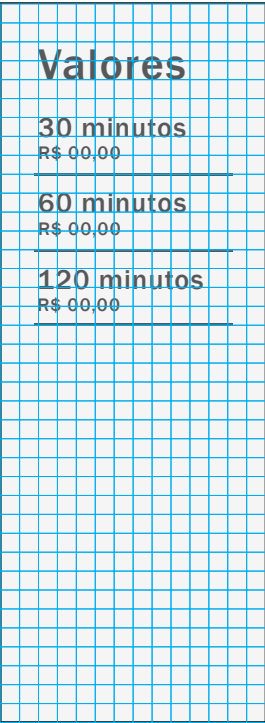 Valores
30 minutos
R$ 00,00
60 minutos
R$ 00,00
120 minutos
R$ 00,00